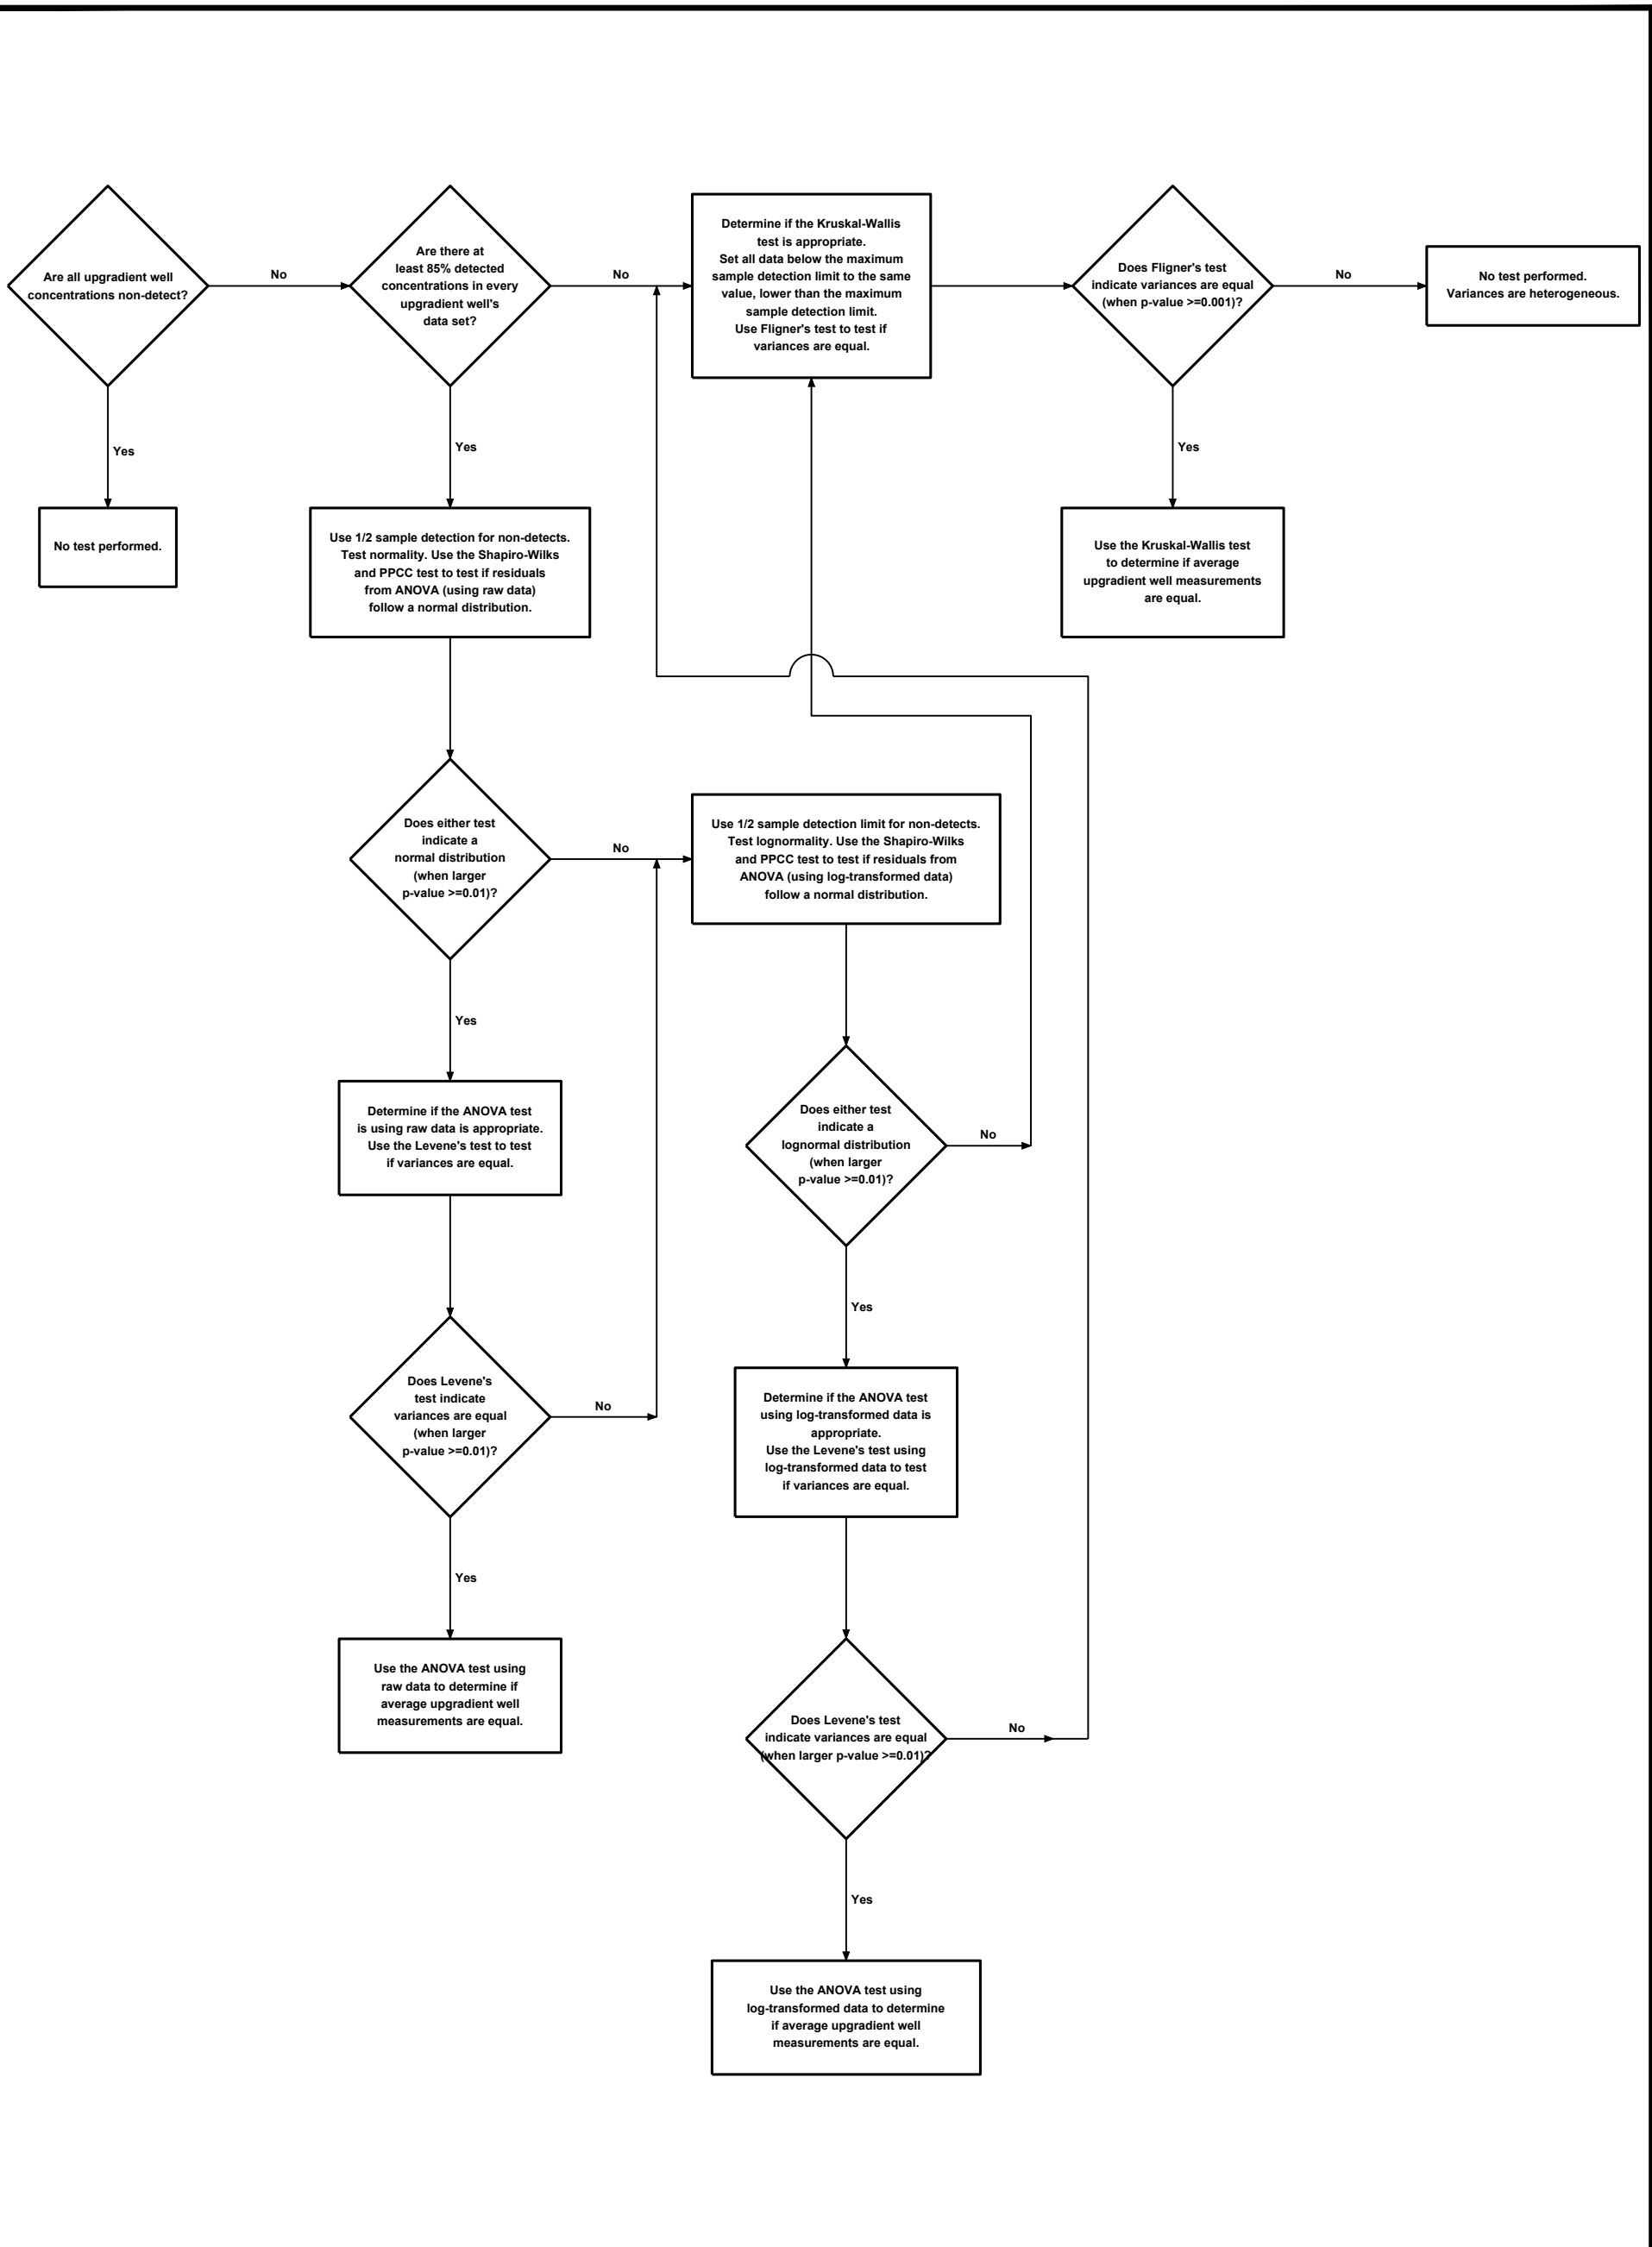 Are all upgradient well
concentrations non-detect?
No
Yes
No test performed.
Are there at
least 85% detected
concentrations in every
upgradient well's
data set?
No
Yes
Determine if the Kruskal-Wallis
test is appropriate.
Set all data below the maximum
sample detection limit to the same
value, lower than the maximum
sample detection limit.
Use Fligner's test to test if
variances are equal.
Does Fligner's test
indicate variances are equal
(when p-value >=0.001)?
No
Yes
No test performed.
Variances are heterogeneous.
Use the Kruskal-Wallis test
to determine if average
upgradient well measurements
are equal.
Use 1/2 sample detection for non-detects.
Test normality. Use the Shapiro-Wilks
and PPCC test to test if residuals
from ANOVA (using raw data)
follow a normal distribution.
Does either test
indicate a
normal distribution
(when larger
p-value >=0.01)?
No
Yes
Use 1/2 sample detection limit for non-detects.
Test lognormality. Use the Shapiro-Wilks
and PPCC test to test if residuals from
ANOVA (using log-transformed data)
follow a normal distribution.
Determine if the ANOVA test
is using raw data is appropriate.
Use the Levene's test to test
if variances are equal.
Does either test
indicate a
lognormal distribution
(when larger
p-value >=0.01)?
No
Yes
Does Levene's
test indicate
variances are equal
(when larger
p-value >=0.01)?
No
Yes
Determine if the ANOVA test
using log-transformed data is
appropriate.
Use the Levene's test using
log-transformed data to test
if variances are equal.
Use the ANOVA test using
raw data to determine if
average upgradient well
measurements are equal.
Does Levene's test
indicate variances are equal
(when larger p-value >=0.01)?
No
Yes
Use the ANOVA test using
log-transformed data to determine
if average upgradient well
measurements are equal.